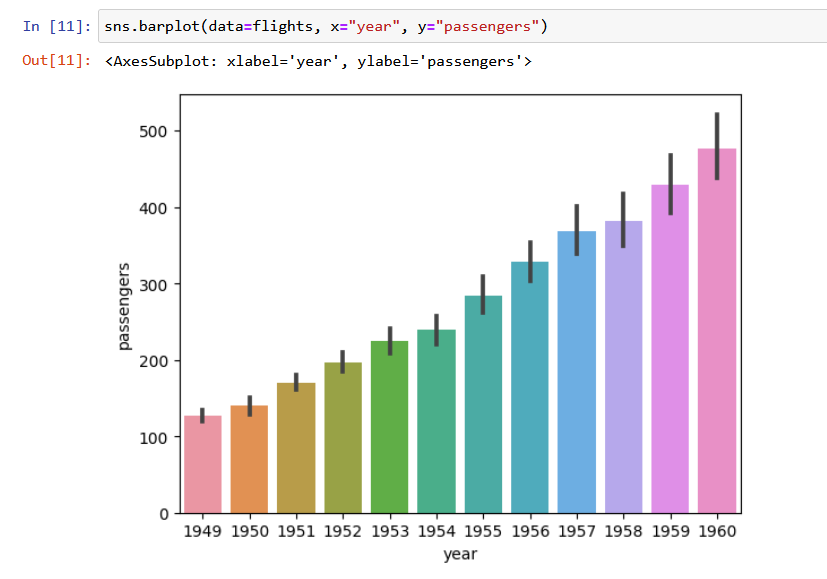 In [11]: sns.barplot(data=flights, x="year", y="passengers")
Out[11]: <AxesSubplot: xlabel='year', ylabel='passengers'>
500
400
300
200
100
0
passengers
1949 1950 1951 1952 1953 1954 1955 1956 1957 1958 1959 1960
year